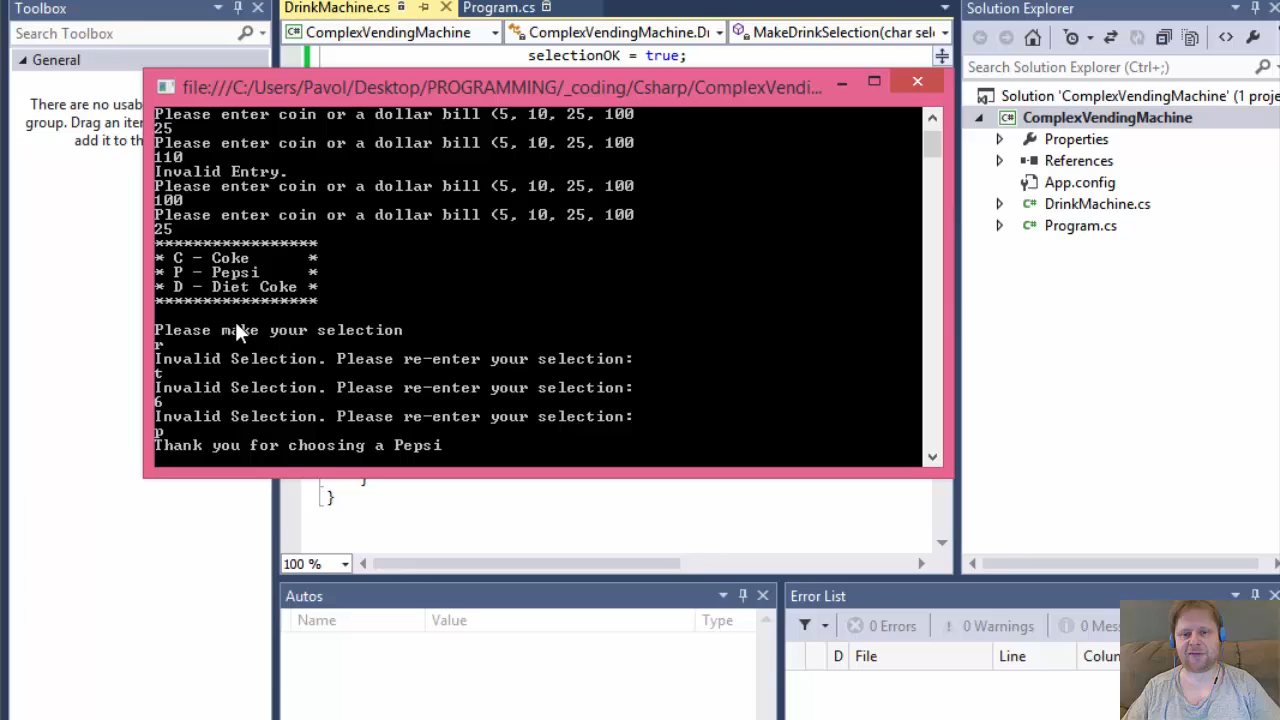 Toolbox
DrinkMachine.cs
Program.cs
Solution Explorer
Search Toolbox
ComplexVendingMachine
ComplexVendingMachine.Dr
MakeDrinkSelection(char sele
General
selectionOK = true;
Search Solution Explorer (Ctrl+;)
There are no usab
group. Drag an iter
add it to th
file:///C:/Users/Pavol/Desktop/PROGRAMMING/_coding/Csharp/ComplexVendi...
Please enter coin or a dollar bill (5, 10, 25, 100
25
Please enter coin or a dollar bill (5, 10, 25, 100
110
Invalid Entry.
Please enter coin or a dollar bill (5, 10, 25, 100
100
Please enter coin or a dollar bill (5, 10, 25, 100
25
*****************
* C - Coke *
* P - Pepsi *
* D - Diet Coke *
*****************
Please make your selection
r
Invalid Selection. Please re-enter your selection:
t
Invalid Selection. Please re-enter your selection:
6
Invalid Selection. Please re-enter your selection:
p
Thank you for choosing a Pepsi
Solution 'ComplexVendingMachine' (1 proje
ComplexVendingMachine
Properties
References
App.config
DrinkMachine.cs
Program.cs
}
}
100 %
Autos
Name Value Type
Error List
0 Errors 0 Warnings 0 Mess
D File Line Colum